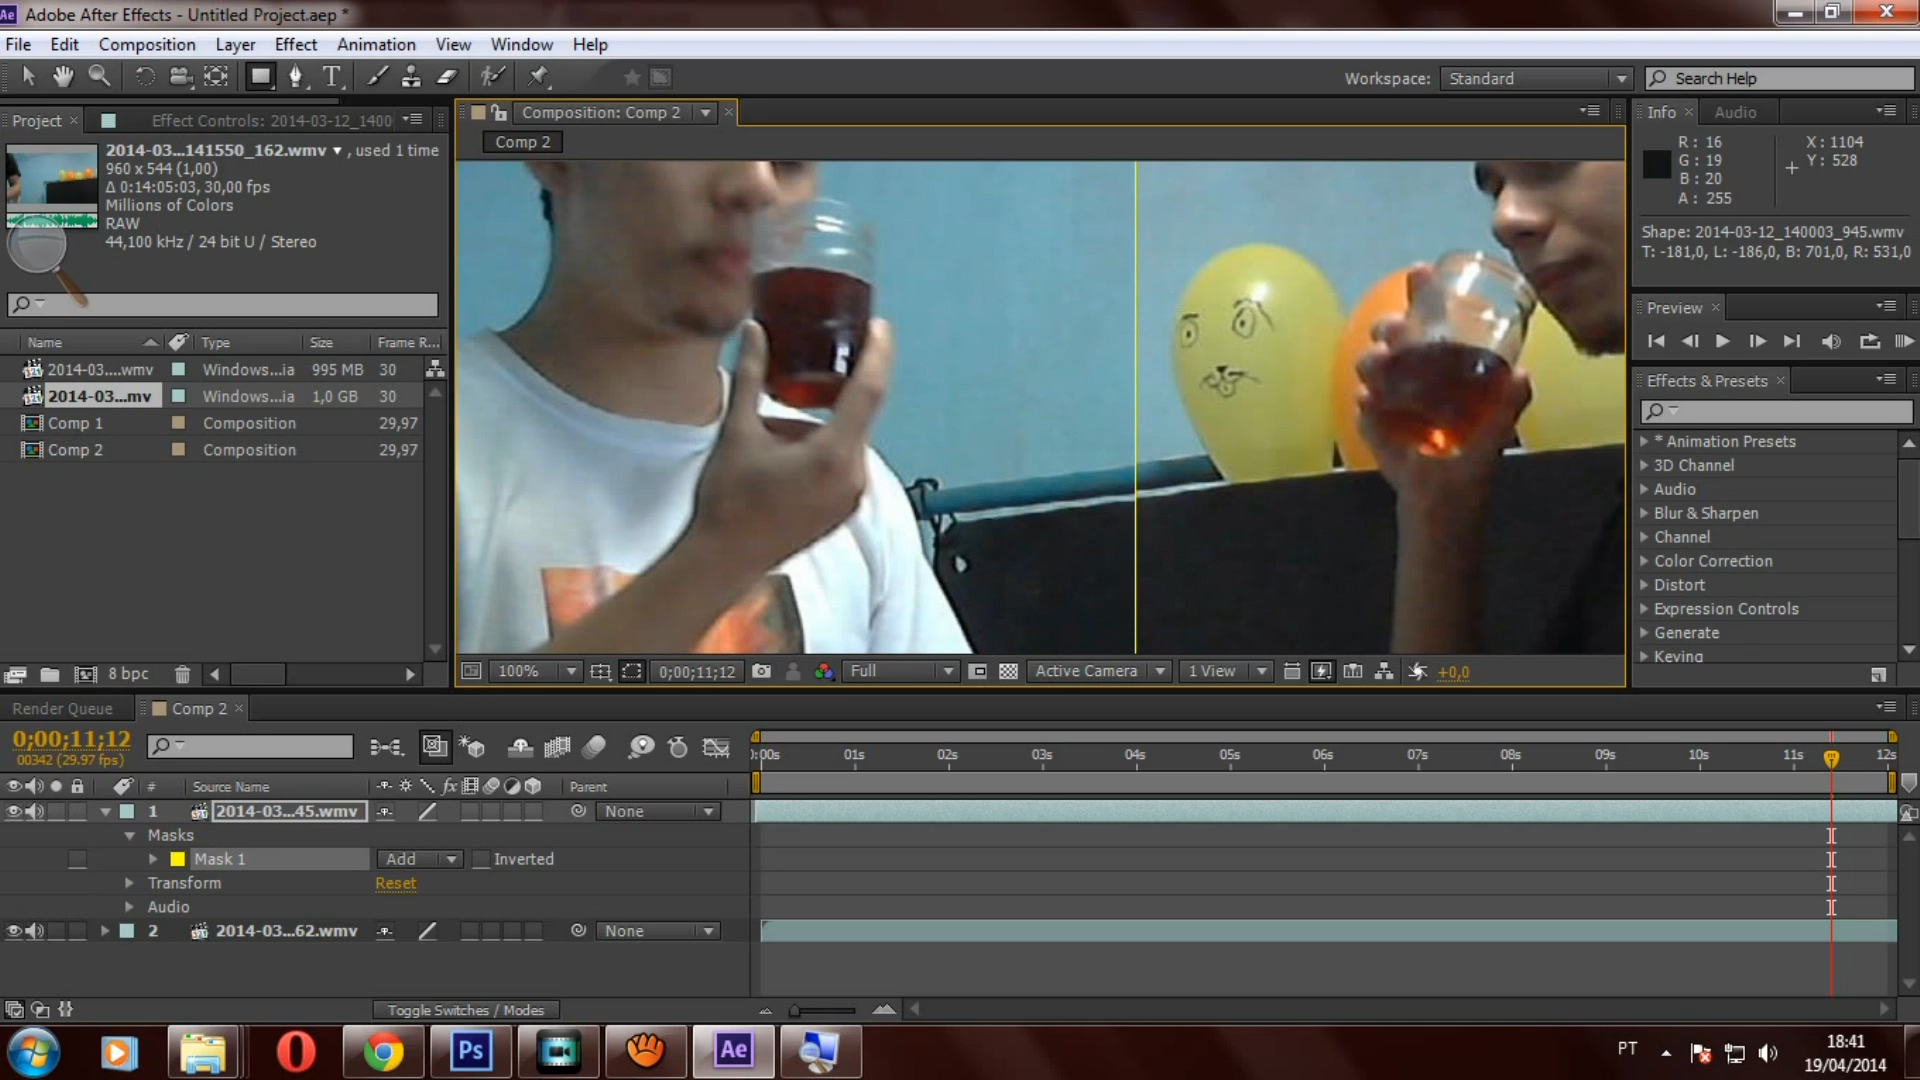 Ae Adobe After Effects - Untitled Project.aep *
File Edit Composition Layer Effect Animation View Window Help
T Workspace: Standard Search Help
Project Effect Controls: 2014-03-12_1400
2014-03...141550_162.wmv , used 1 time
960 x 544 (1,00)
Δ 0:14:05:03, 30,00 fps
Millions of Colors
RAW
44,100 kHz / 24 bit U / Stereo
Name Type Size Frame R...
2014-03....wmv Windows...ia 995 MB 30
2014-03...mv Windows...ia 1,0 GB 30
Comp 1 Composition 29,97
Comp 2 Composition 29,97
8 bpc
Composition: Comp 2
Comp 2
100% 0;00;11;12 Full Active Camera 1 View +0,0
Info Audio
R: 16 X: 1104
G: 19 Y: 528
B: 20
A: 255
Shape: 2014-03-12_140003_945.wmv
T: -181,0, L: -186,0, B: 701,0, R: 531,0
Preview
Effects & Presets
* Animation Presets
3D Channel
Audio
Blur & Sharpen
Channel
Color Correction
Distort
Expression Controls
Generate
Keying
Render Queue Comp 2
0;00;11;12
00342 (29.97 fps)
:00s 01s 02s 03s 04s 05s 06s 07s 08s 09s 10s 11s 12s
# Source Name fx Parent
1 2014-03...45.wmv None
Masks
Mask 1 Add Inverted
Transform Reset
Audio
2 2014-03...62.wmv None
Toggle Switches / Modes
Ps Ae PT 18:41
19/04/2014